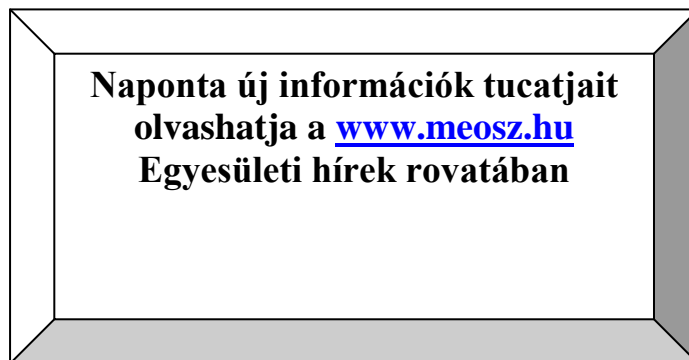 Naponta új információk tucatjait
olvashatja a www.meosz.hu
Egyesületi hírek rovatában